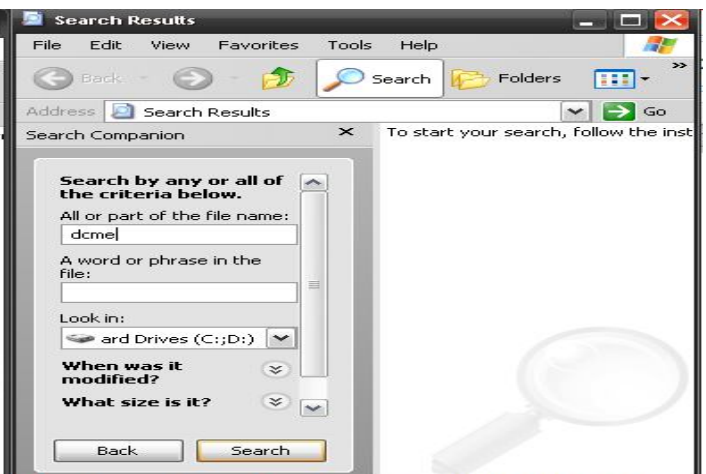 Search Results
File Edit View Favorites Tools Help
Back Search Folders
Address Search Results Go
Search Companion
To start your search, follow the inst
Search by any or all of
the criteria below.
All or part of the file name:
dcme
A word or phrase in the
file:
Look in:
ard Drives (C:;D:)
When was it
modified?
What size is it?
Back Search